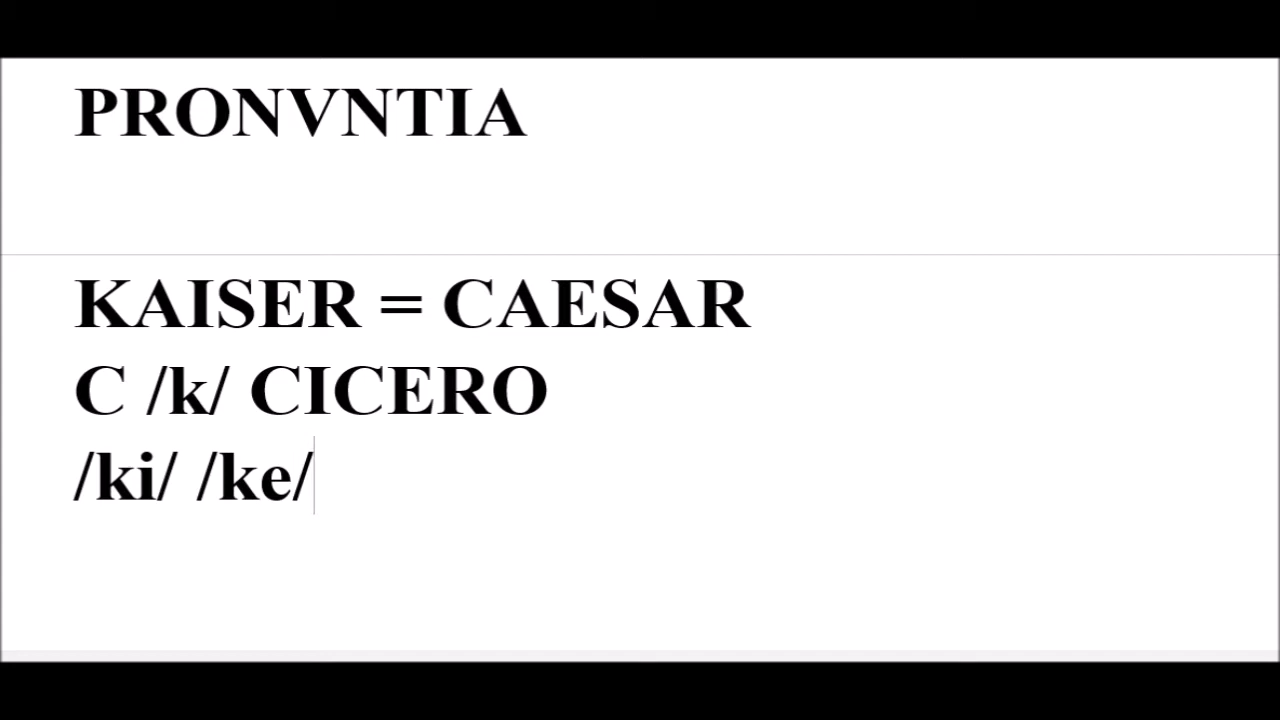 PRONVNTIA
KAISER = CAESAR
C /k/ CICERO
/ki/ /ke/